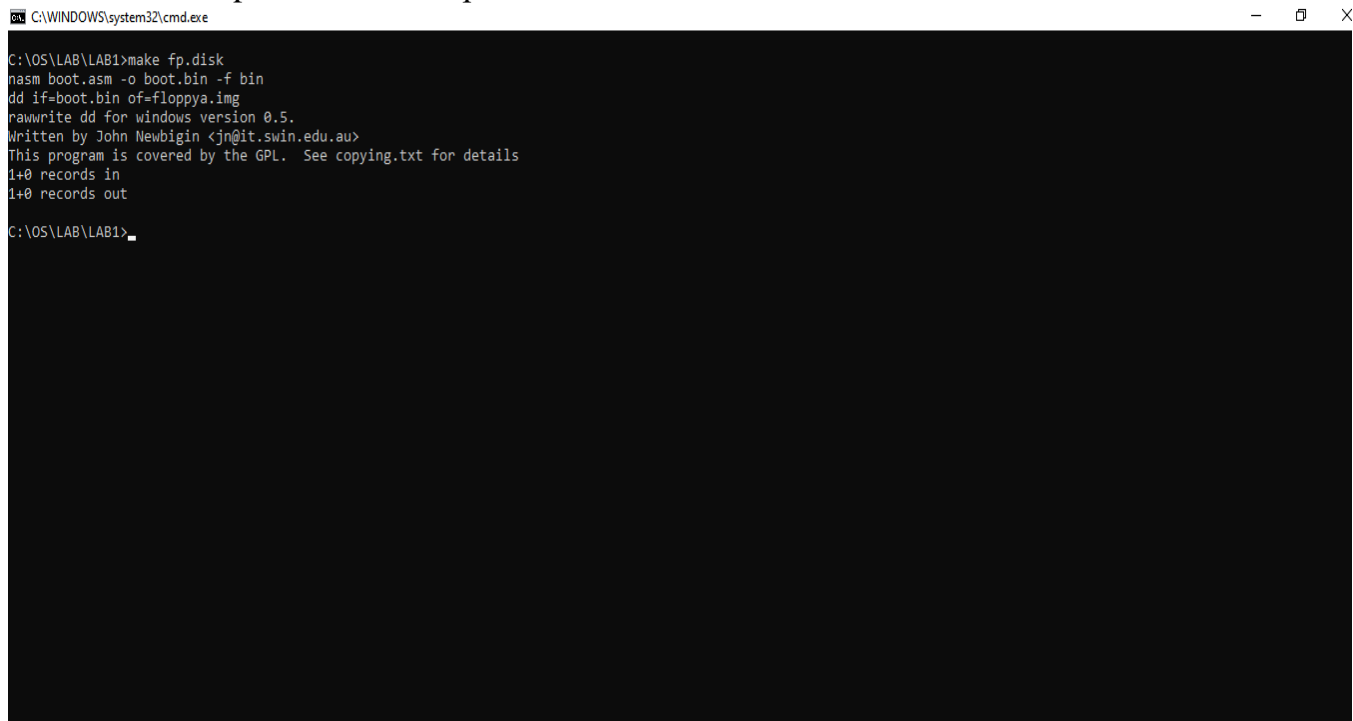 C:\WINDOWS\system32\cmd.exe
C:\OS\LAB\LAB1>make fp.disk
nasm boot.asm -o boot.bin -f bin
dd if=boot.bin of=floppya.img
rawwrite dd for windows version 0.5.
Written by John Newbigin <jn@it.swin.edu.au>
This program is covered by the GPL.  See copying.txt for details
1+0 records in
1+0 records out
C:\OS\LAB\LAB1>